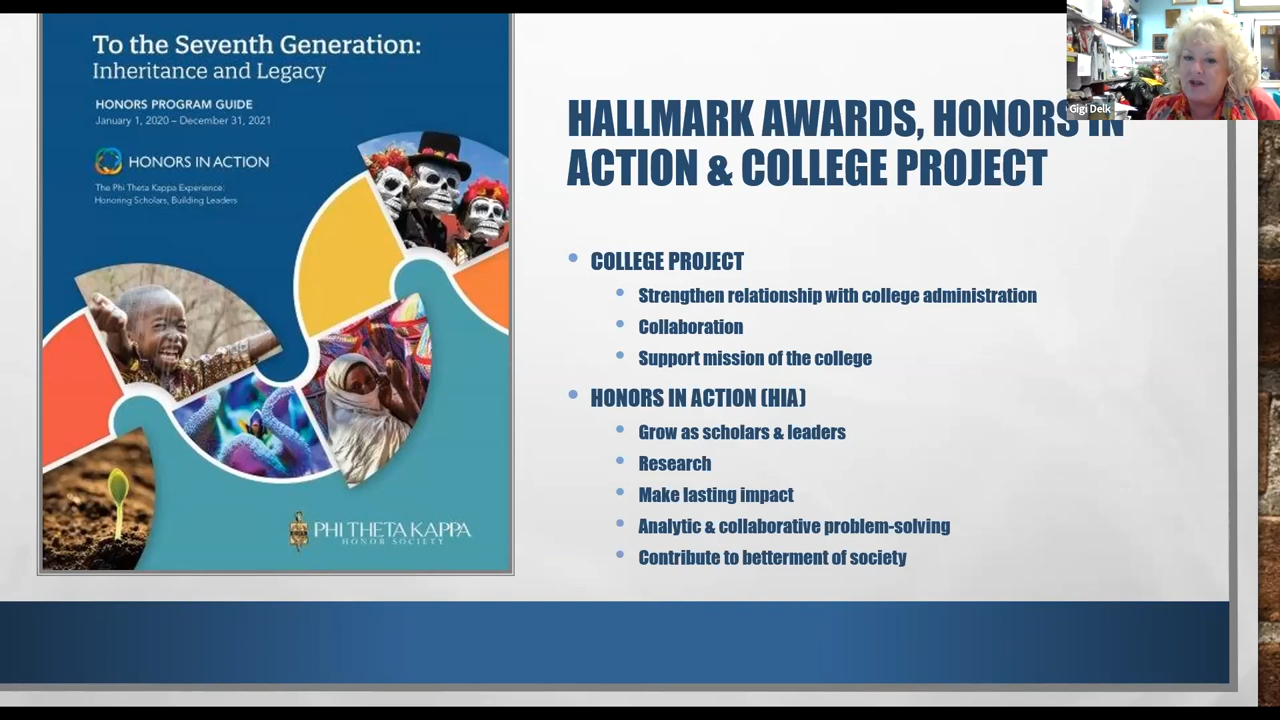 To the Seventh Generation:
Inheritance and Legacy
HONORS PROGRAM GUIDE
January 1, 2020 – December 31, 2021
HONORS IN ACTION
The Phi Theta Kappa Experience:
Honoring Scholars, Building Leaders
PHI THETA KAPPA
HONOR SOCIETY
Gigi Delk
HALLMARK AWARDS, HONORS IN
ACTION & COLLEGE PROJECT
COLLEGE PROJECT
Strengthen relationship with college administration
Collaboration
Support mission of the college
HONORS IN ACTION (HIA)
Grow as scholars & leaders
Research
Make lasting impact
Analytic & collaborative problem-solving
Contribute to betterment of society